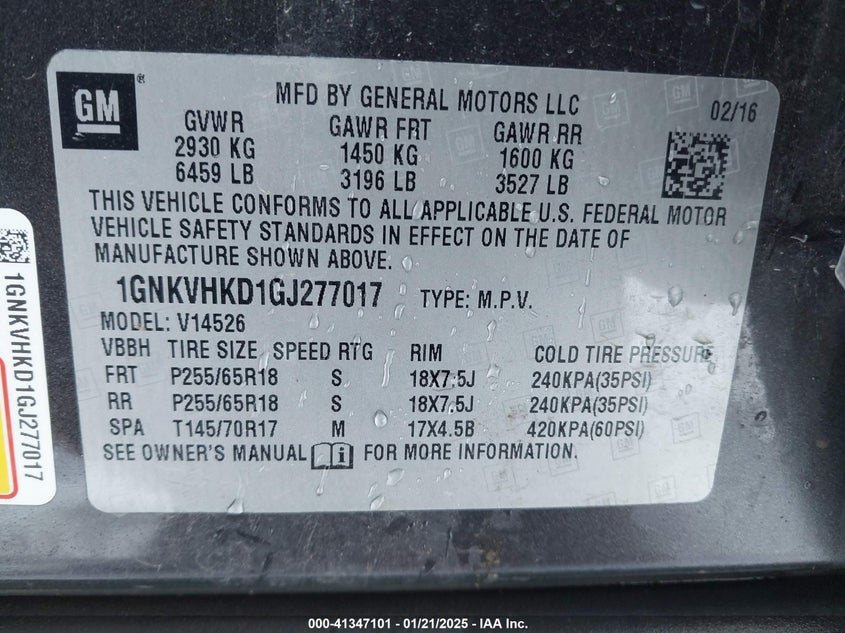 GM ®
MFD BY GENERAL MOTORS LLC 02/16
GVWR GAWR FRT GAWR RR
2930 KG 1450 KG 1600 KG
6459 LB 3196 LB 3527 LB
THIS VEHICLE CONFORMS TO ALL APPLICABLE U.S. FEDERAL MOTOR
VEHICLE SAFETY STANDARDS IN EFFECT ON THE DATE OF
MANUFACTURE SHOWN ABOVE.
1GNKVHKD1GJ277017 TYPE: M.P.V.
MODEL: V14526
VBBH TIRE SIZE SPEED RTG RIM COLD TIRE PRESSURE
FRT P255/65R18 S 18X7.5J 240KPA(35PSI)
RR P255/65R18 S 18X7.5J 240KPA(35PSI)
SPA T145/70R17 M 17X4.5B 420KPA(60PSI)
SEE OWNER'S MANUAL i FOR MORE INFORMATION.
1GNKVHKD1GJ277017
000-41347101 - 01/21/2025 - IAA Inc.